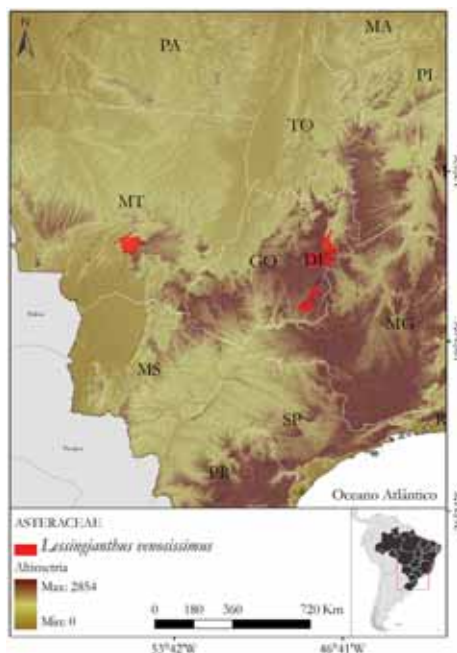 N
MA
PA
PI
TO
MT
GO
DF
MG
MS
SP
PR
Oceano Atlântico
ASTERACEAE
Lessingianthus venosissimus
Altimetria
Max: 2854
Min: 0
0 180 360 720 Km
53°42'W 46°41'W